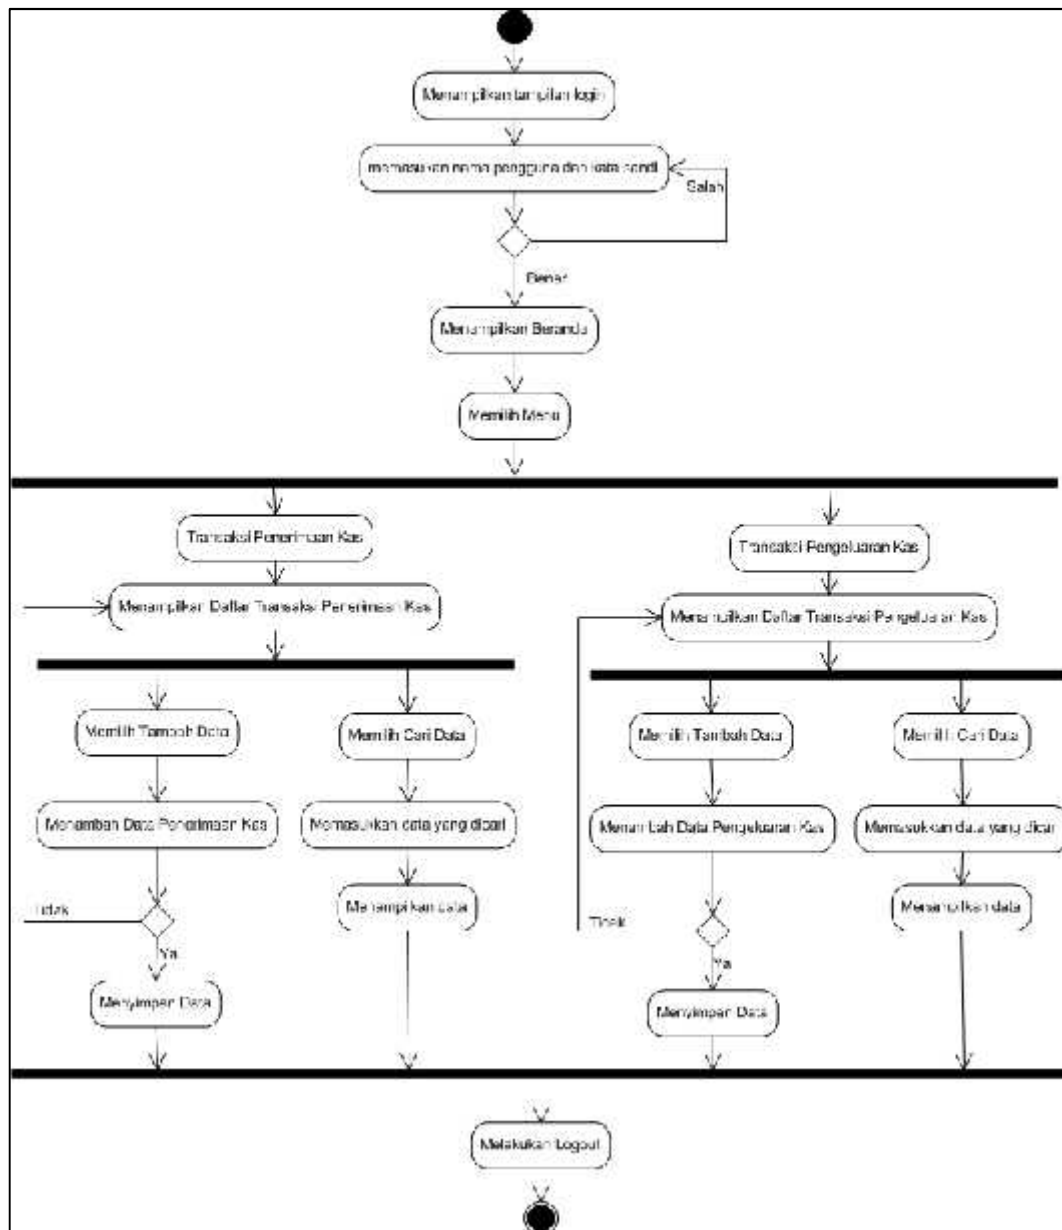 Menampilkan tampilan login
memasukan nama pengguna dan kata sandi
Salah
Benar
Menampilkan Beranda
Memilih Menu
Transaksi Penerimaan Kas
Transaksi Pengeluaran Kas
Menampilkan Daftar Transaksi Penerimaan Kas
Menampilkan Daftar Transaksi Pengeluaran Kas
Memilih Tambah Data
Memilih Cari Data
Memilih Tambah Data
Memilih Cari Data
Menambah Data Penerimaan Kas
Memasukkan data yang dicari
Menambah Data Pengeluaran Kas
Memasukkan data yang dicari
Menampilkan data
Menampilkan data
Tidak
Tidak
Ya
Ya
Menyimpan Data
Menyimpan Data
Melakukan Logout